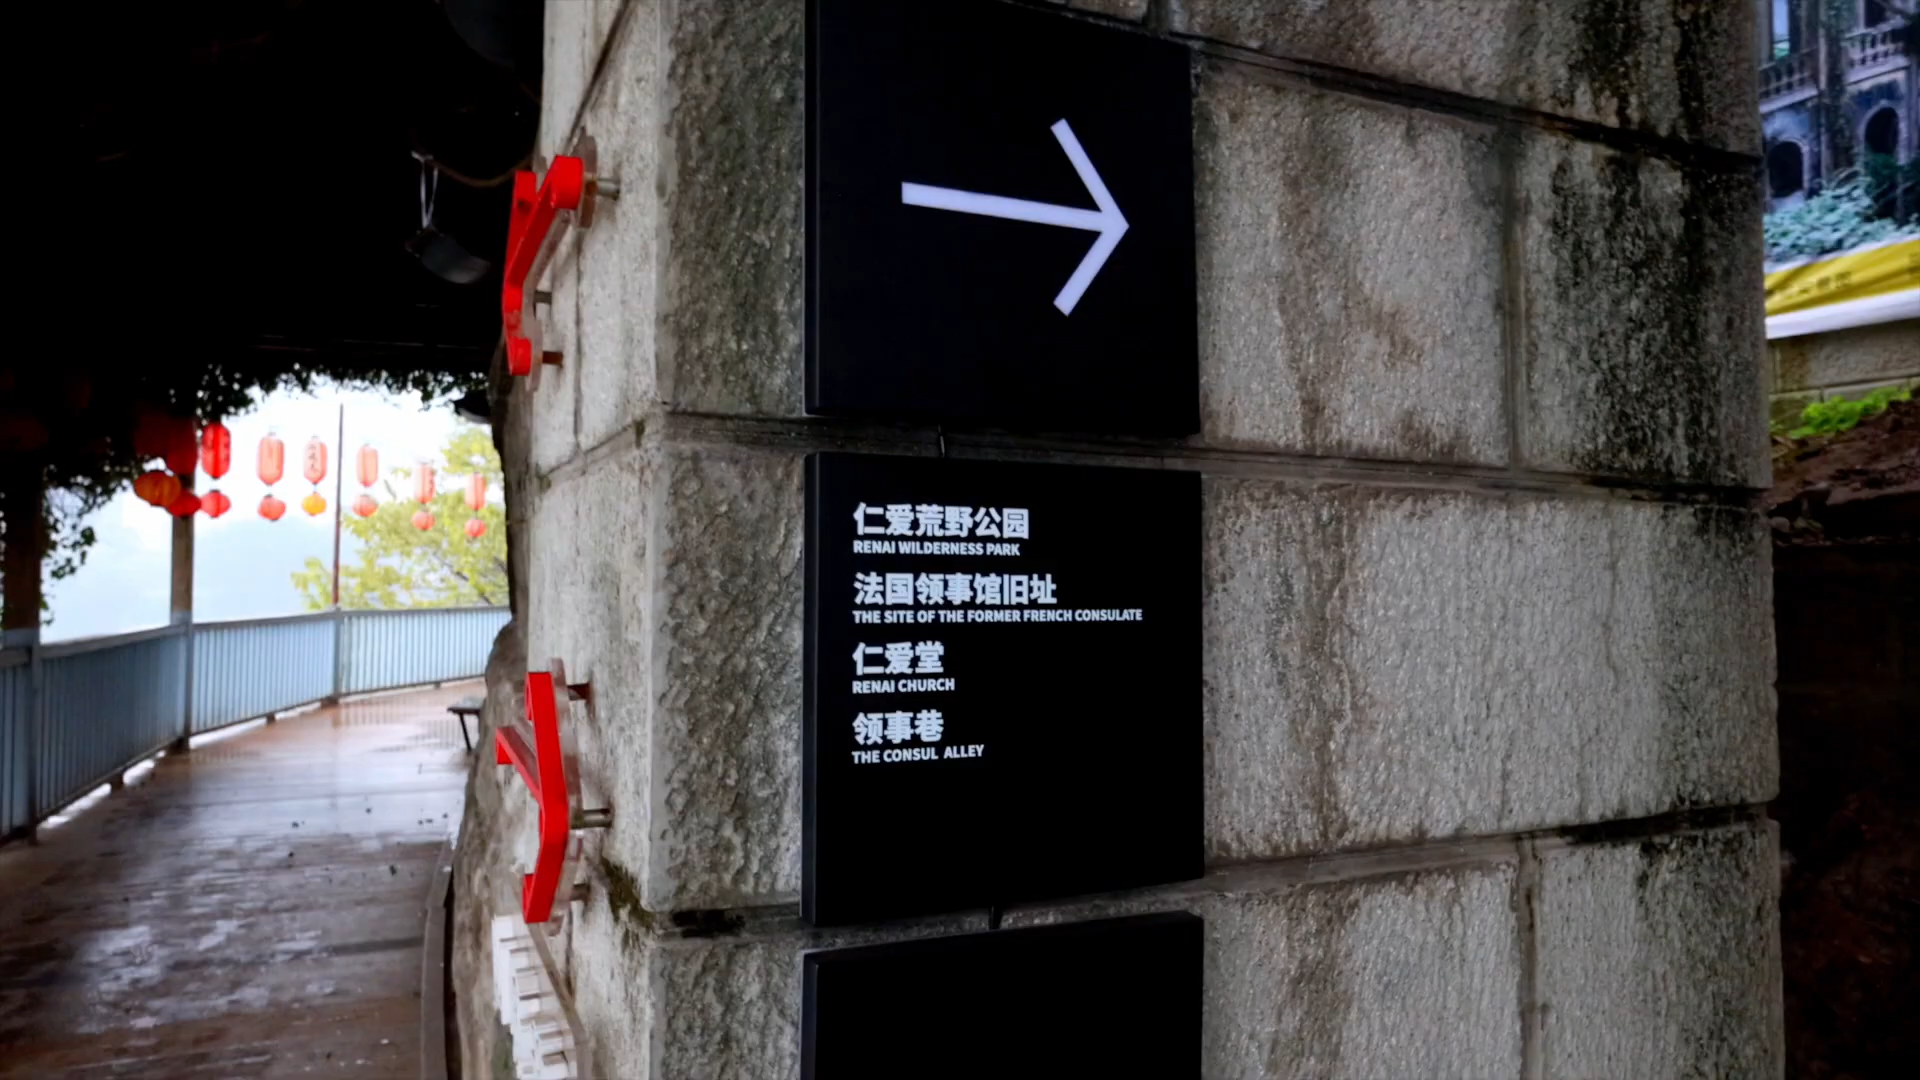 仁爱荒野公园
RENAI WILDERNESS PARK
法国领事馆旧址
THE SITE OF THE FORMER FRENCH CONSULATE
仁爱堂
RENAI CHURCH
领事巷
THE CONSUL ALLEY